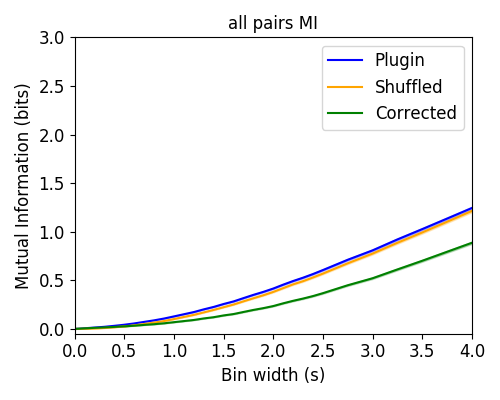 all pairs MI
Mutual Information (bits)
3.0
2.5
2.0
1.5
1.0
0.5
0.0
Plugin
Shuffled
Corrected
0.0 0.5 1.0 1.5 2.0 2.5 3.0 3.5 4.0
Bin width (s)